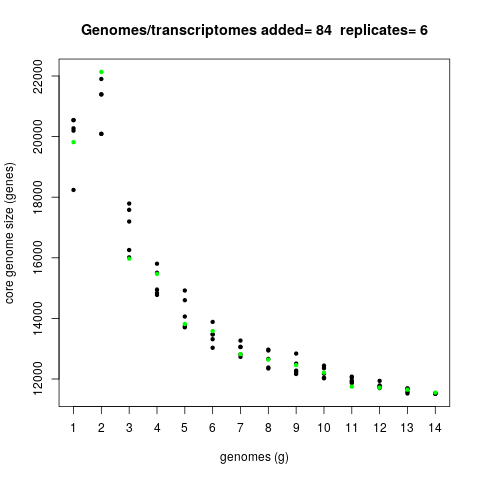 Genomes/transcriptomes added= 84 replicates= 6
22000
20000
18000
16000
14000
12000
core genome size (genes)
1 2 3 4 5 6 7 8 9 10 11 12 13 14
genomes (g)